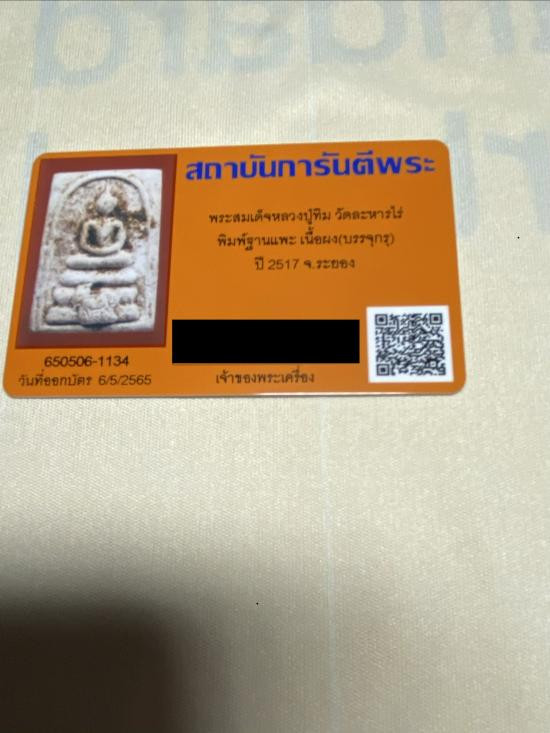 สถาบันการันตีพระ
พระสมเด็จหลวงปู่ทิม วัดละหารไร่
พิมพ์ฐานแพะ เนื้อผง(บรรจุกรุ)
ปี 2517 จ.ระยอง
650506-1134
วันที่ออกบัตร 6/5/2565
เจ้าของพระเครื่อง